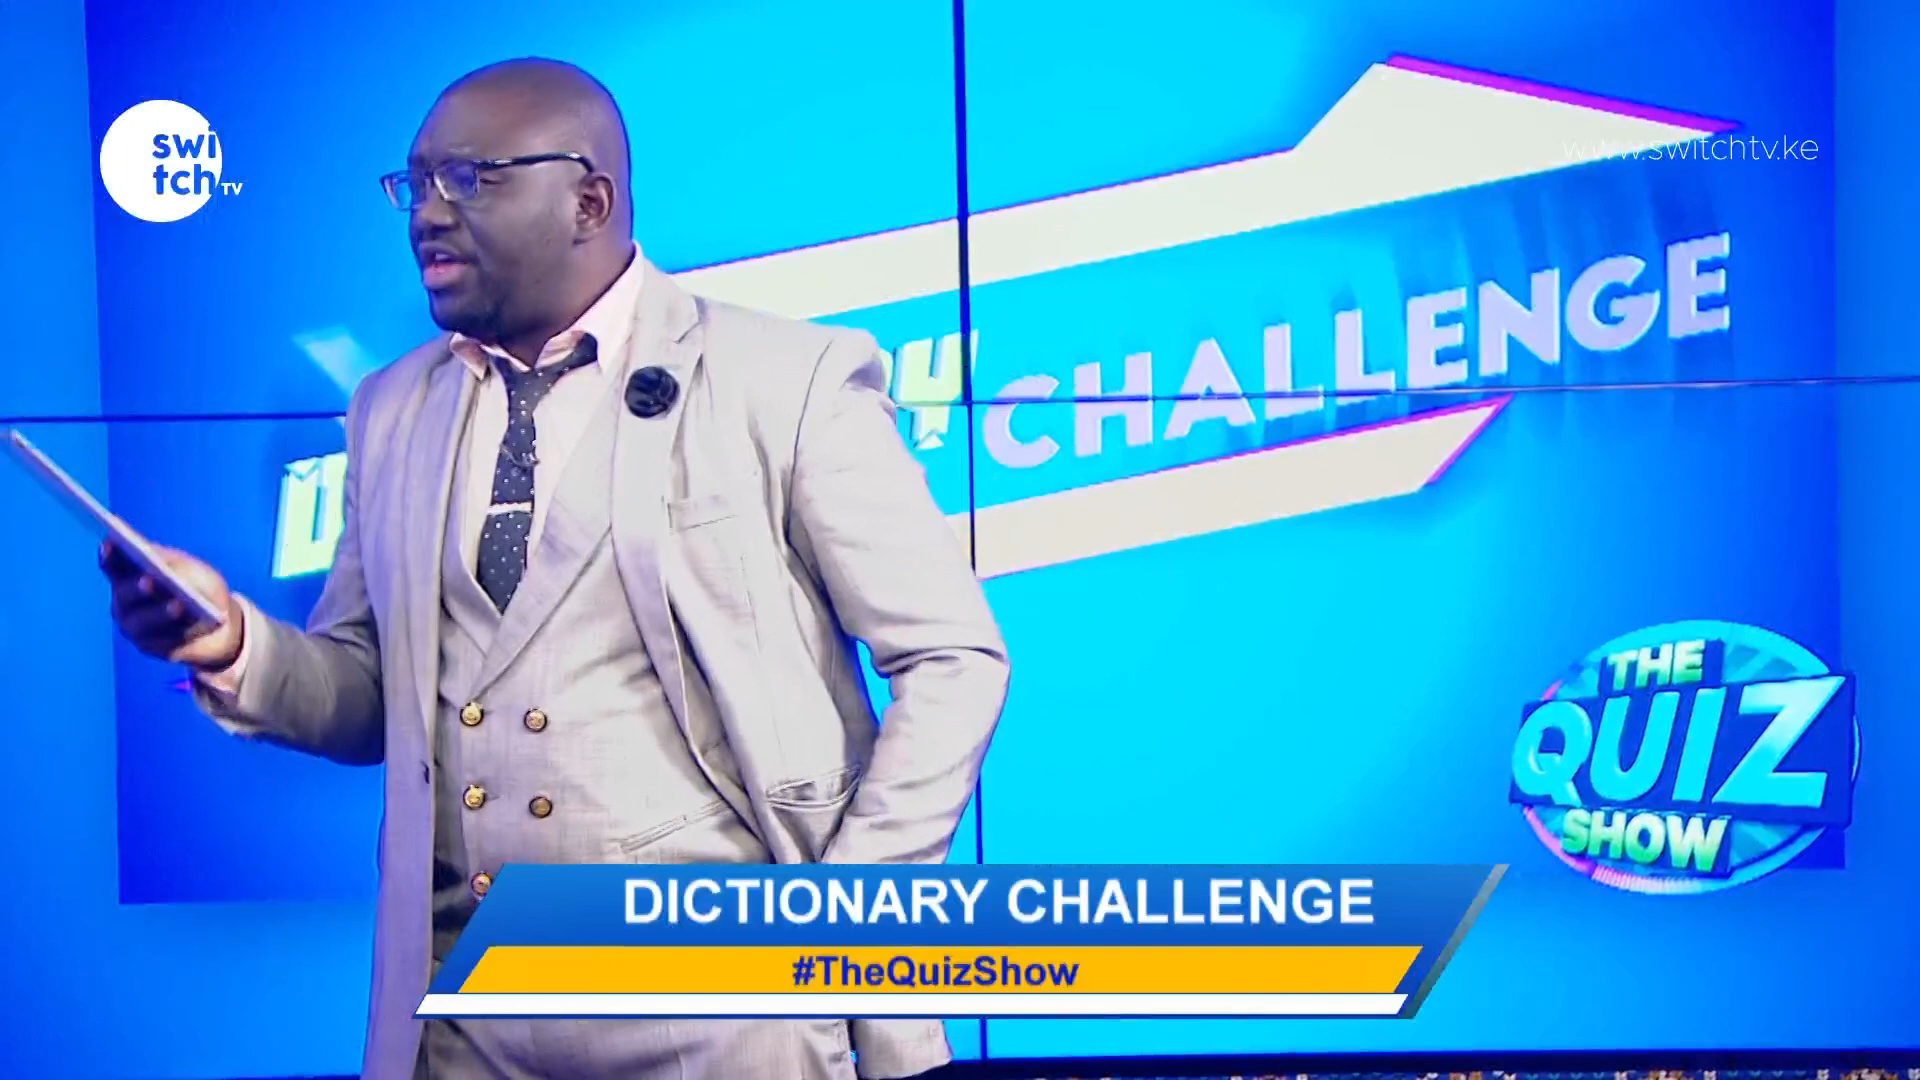 swi
tch TV
www.switchtv.ke
CHALLENGE
THE
QUIZ
SHOW
DICTIONARY CHALLENGE
#TheQuizShow